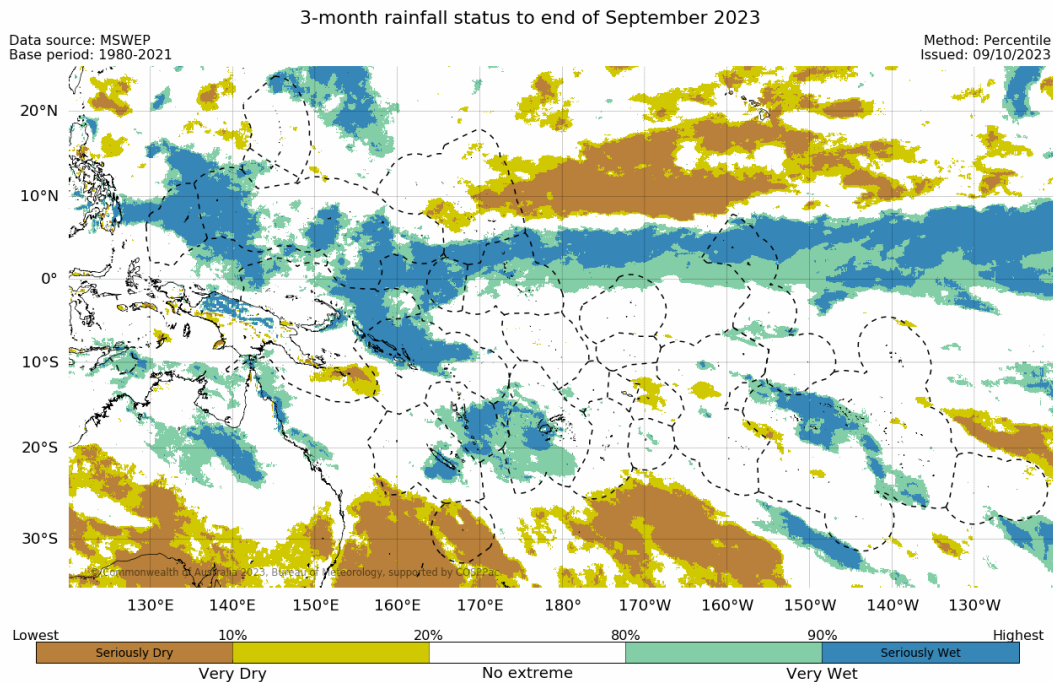 3-month rainfall status to end of September 2023
Data source: MSWEP
Base period: 1980-2021
Method: Percentile
Issued: 09/10/2023
20°N
10°N
0°
10°S
20°S
30°S
© Commonwealth of Australia 2023, Bureau of Meteorology, supported by COSPPac
130°E 140°E 150°E 160°E 170°E 180° 170°W 160°W 150°W 140°W 130°W
Lowest 10% 20% 80% 90% Highest
Seriously Dry Seriously Wet
Very Dry No extreme Very Wet